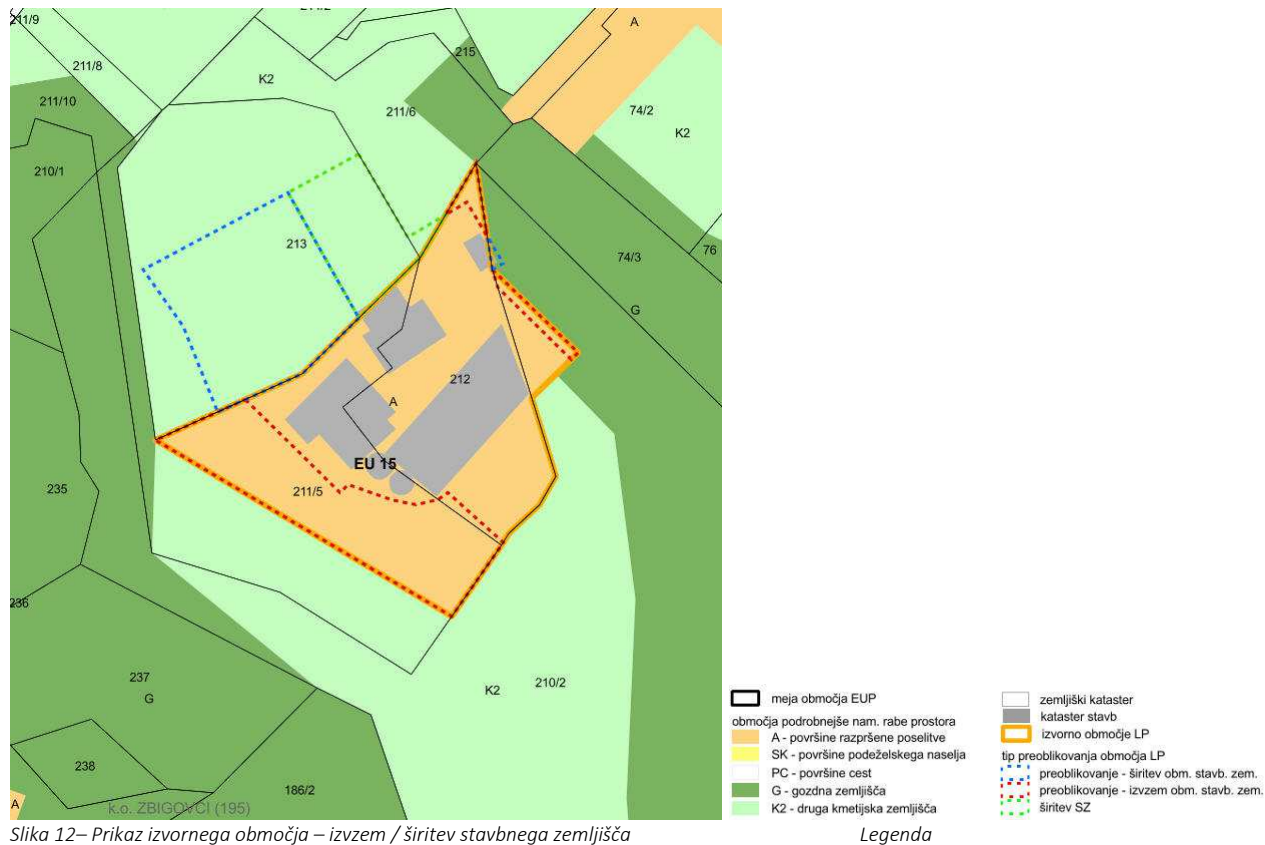 211/9
A
215
211/8
K2
211/10
211/6
74/2
K2
210/1
213
76
74/3
G
212
A
EU 15
211/5
235
236
237
G
K2
210/2
238
186/2
A
k.o. ZBIGOVCI (195)
meja območja EUP
območja podrobnejše nam. rabe prostora
A - površine razpršene poselitve
SK - površine podeželskega naselja
PC - površine cest
G - gozdna zemljišča
K2 - druga kmetijska zemljišča
zemljiški kataster
kataster stavb
izvorno območje LP
tip preoblikovanja območja LP
preoblikovanje - širitev obm. stavb. zem.
preoblikovanje - izvzem obm. stavb. zem.
širitev SZ
Slika 12– Prikaz izvornega območja – izvzem / širitev stavbnega zemljišča Legenda